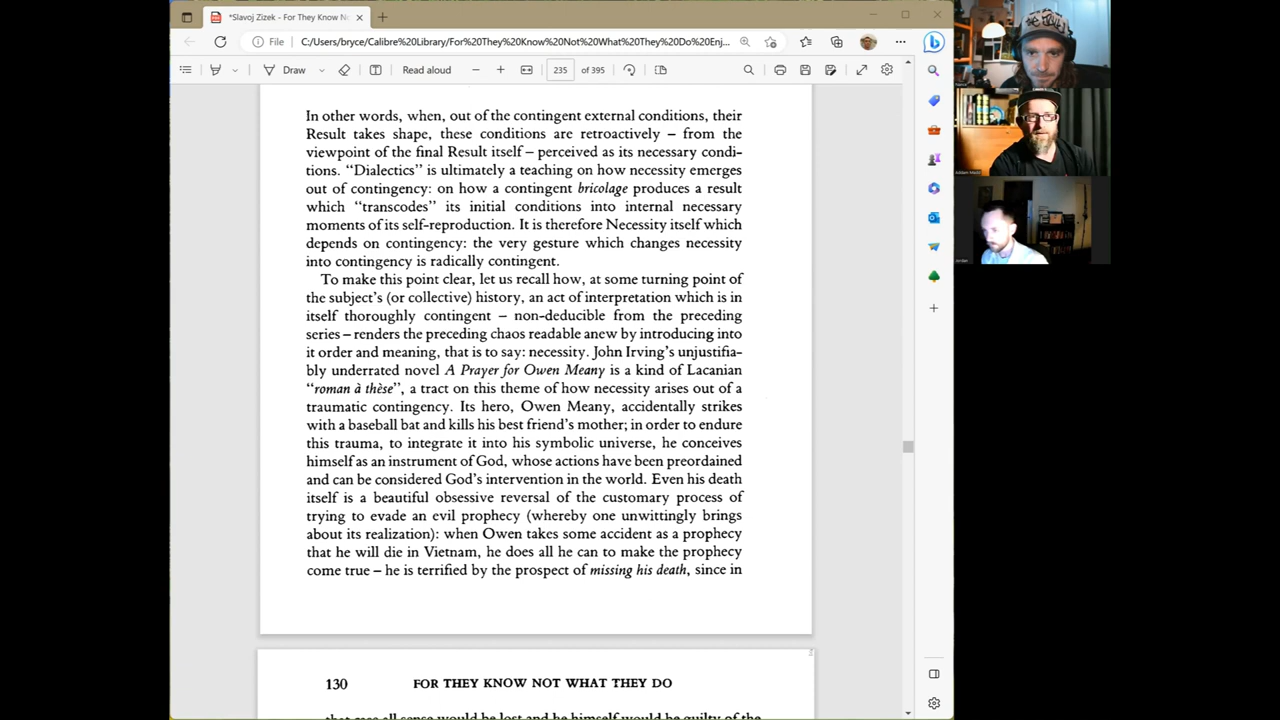 *Slavoj Zizek - For They Know No
File
C:/Users/bryce/Calibre%20Library/For%20They%20Know%20Not%20What%20They%20Do%20Enj...
Draw
Read aloud
235
of 395
In other words, when, out of the contingent external conditions, their
Result takes shape, these conditions are retroactively – from the
viewpoint of the final Result itself – perceived as its necessary condi-
tions. “Dialectics” is ultimately a teaching on how necessity emerges
out of contingency: on how a contingent bricolage produces a result
which “transcodes” its initial conditions into internal necessary
moments of its self-reproduction. It is therefore Necessity itself which
depends on contingency: the very gesture which changes necessity
into contingency is radically contingent.
To make this point clear, let us recall how, at some turning point of
the subject’s (or collective) history, an act of interpretation which is in
itself thoroughly contingent – non-deducible from the preceding
series – renders the preceding chaos readable anew by introducing into
it order and meaning, that is to say: necessity. John Irving’s unjustifia-
bly underrated novel A Prayer for Owen Meany is a kind of Lacanian
“roman à thèse”, a tract on this theme of how necessity arises out of a
traumatic contingency. Its hero, Owen Meany, accidentally strikes
with a baseball bat and kills his best friend’s mother; in order to endure
this trauma, to integrate it into his symbolic universe, he conceives
himself as an instrument of God, whose actions have been preordained
and can be considered God’s intervention in the world. Even his death
itself is a beautiful obsessive reversal of the customary process of
trying to evade an evil prophecy (whereby one unwittingly brings
about its realization): when Owen takes some accident as a prophecy
that he will die in Vietnam, he does all he can to make the prophecy
come true – he is terrified by the prospect of missing his death, since in
130 FOR THEY KNOW NOT WHAT THEY DO
that case all sense would be lost and he himself would be guilty of the
Jordan